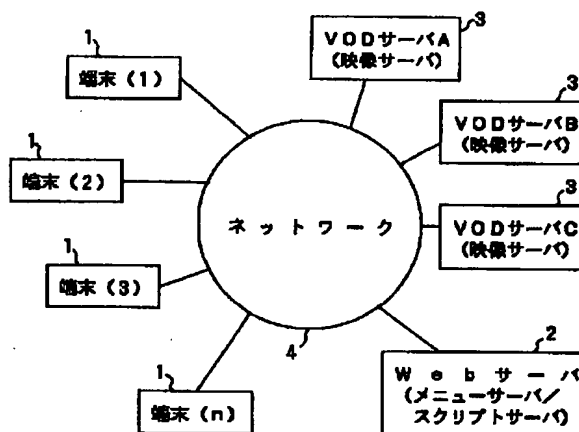 1
端末(1)
1
端末(2)
1
端末(3)
1
端末(n)
3
VODサーバA
(映像サーバ)
3
VODサーバB
(映像サーバ)
3
VODサーバC
(映像サーバ)
ネットワーク
4
2
Webサーバ
(メニューサーバ/
スクリプトサーバ)